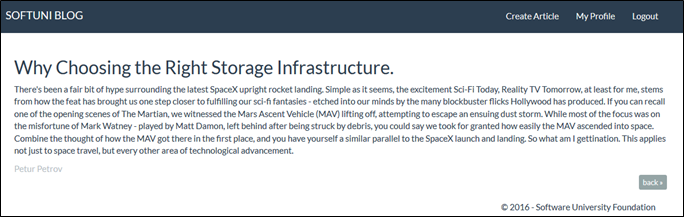 SOFTUNI BLOG
Create Article
My Profile
Logout
Why Choosing the Right Storage Infrastructure.
There's been a fair bit of hype surrounding the latest SpaceX upright rocket landing. Simple as it seems, the excitement Sci-Fi Today, Reality TV Tomorrow, at least for me, stems
from how the feat has brought us one step closer to fulfilling our sci-fi fantasies - etched into our minds by the many blockbuster flicks Hollywood has produced. If you can recall
one of the opening scenes of The Martian, we witnessed the Mars Ascent Vehicle (MAV) lifting off, attempting to escape an ensuing dust storm. While most of the focus was on
the misfortune of Mark Watney - played by Matt Damon, left behind after being struck by debris, you could say we took for granted how easily the MAV ascended into space.
Combine the thought of how the MAV got there in the first place, and you have yourself a similar parallel to the SpaceX launch and landing. So what am I gettination. This applies
not just to space travel, but every other area of technological advancement.
Petur Petrov
back »
© 2016 - Software University Foundation